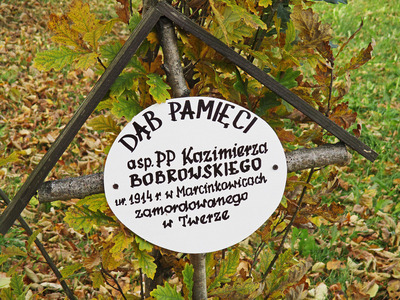 DĄB PAMIĘCI
asp. PP Kazimierza
BOBROWSKIEGO
ur. 1914 r. w Marcinkowicach
zamordowanego
w Twerze